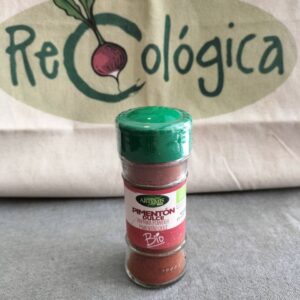 ReCológica
ARTEMIS
PIMENTÓN
DULCE
Bio